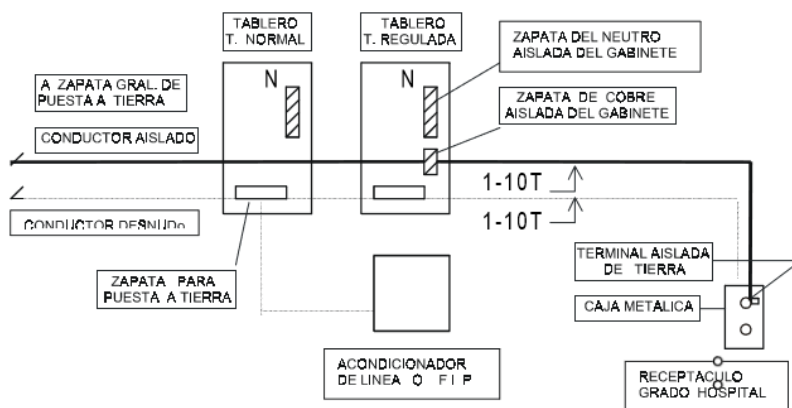 TABLERO
T. NORMAL
TABLERO
T. REGULADA
ZAPATA DEL NEUTRO
AISLADA DEL GABINETE
N
N
A ZAPATA GRAL. DE
PUESTA A TIERRA
ZAPATA DE COBRE
AISLADA DEL GABINETE
CONDUCTOR AISLADO
1-10T
1-10T
CONDUCTOR DESNUDO
ZAPATA PARA
PUESTA A TIERRA
TERMINAL AISLADA
DE TIERRA
CAJA METALICA
ACONDICIONADOR
DE LINEA O F I P
RECEPTACULO
GRADO HOSPITAL